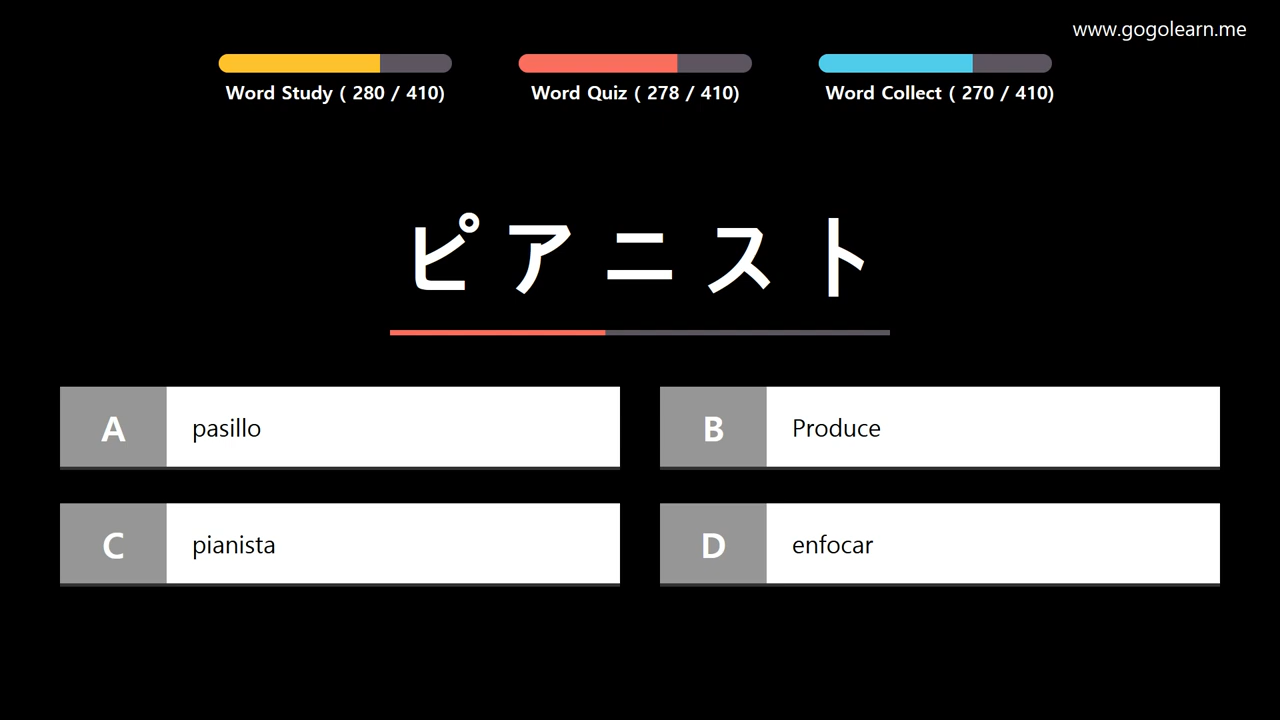 www.gogolearn.me
Word Study ( 280 / 410)
Word Quiz ( 278 / 410)
Word Collect ( 270 / 410)
ピアニスト
A pasillo
B Produce
C pianista
D enfocar